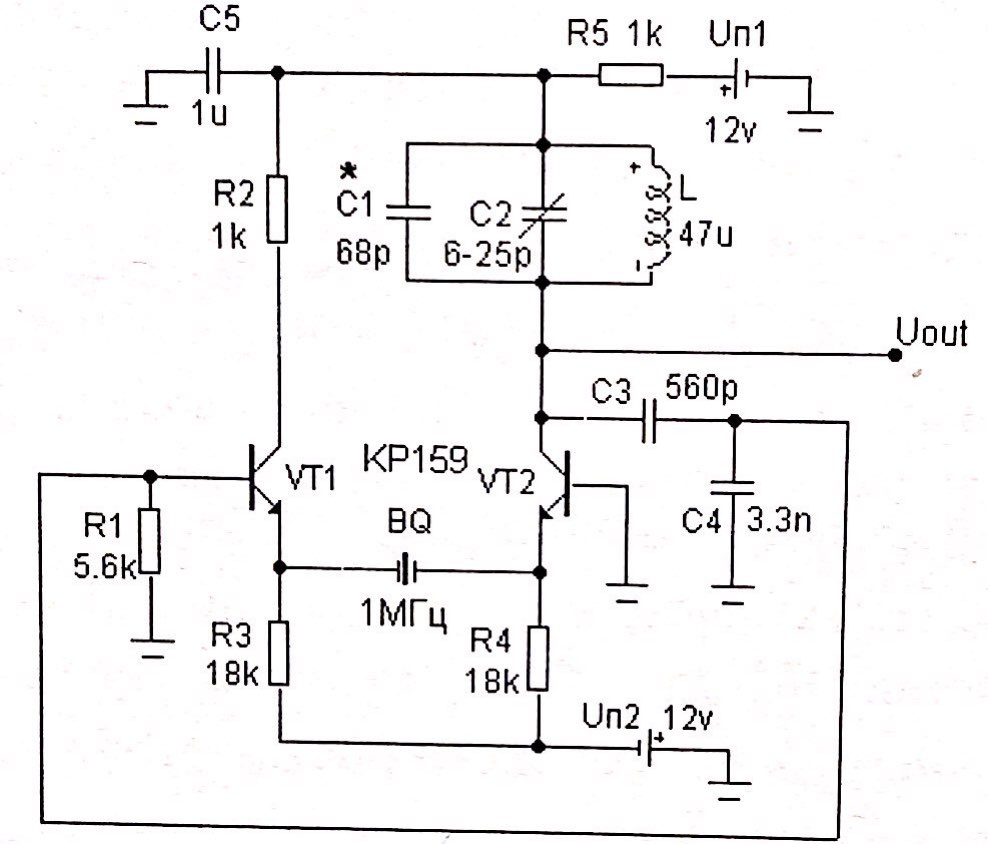 C5
1u
R5 1k
Uп1
12v
R2
1k
*
C1
68p
C2
6-25p
+
L
47u
-
Uout
C3
560p
VT1
КР159
VT2
R1
5.6k
BQ
1МГц
C4
3.3n
R3
18k
R4
18k
Uп2
12v
+
+